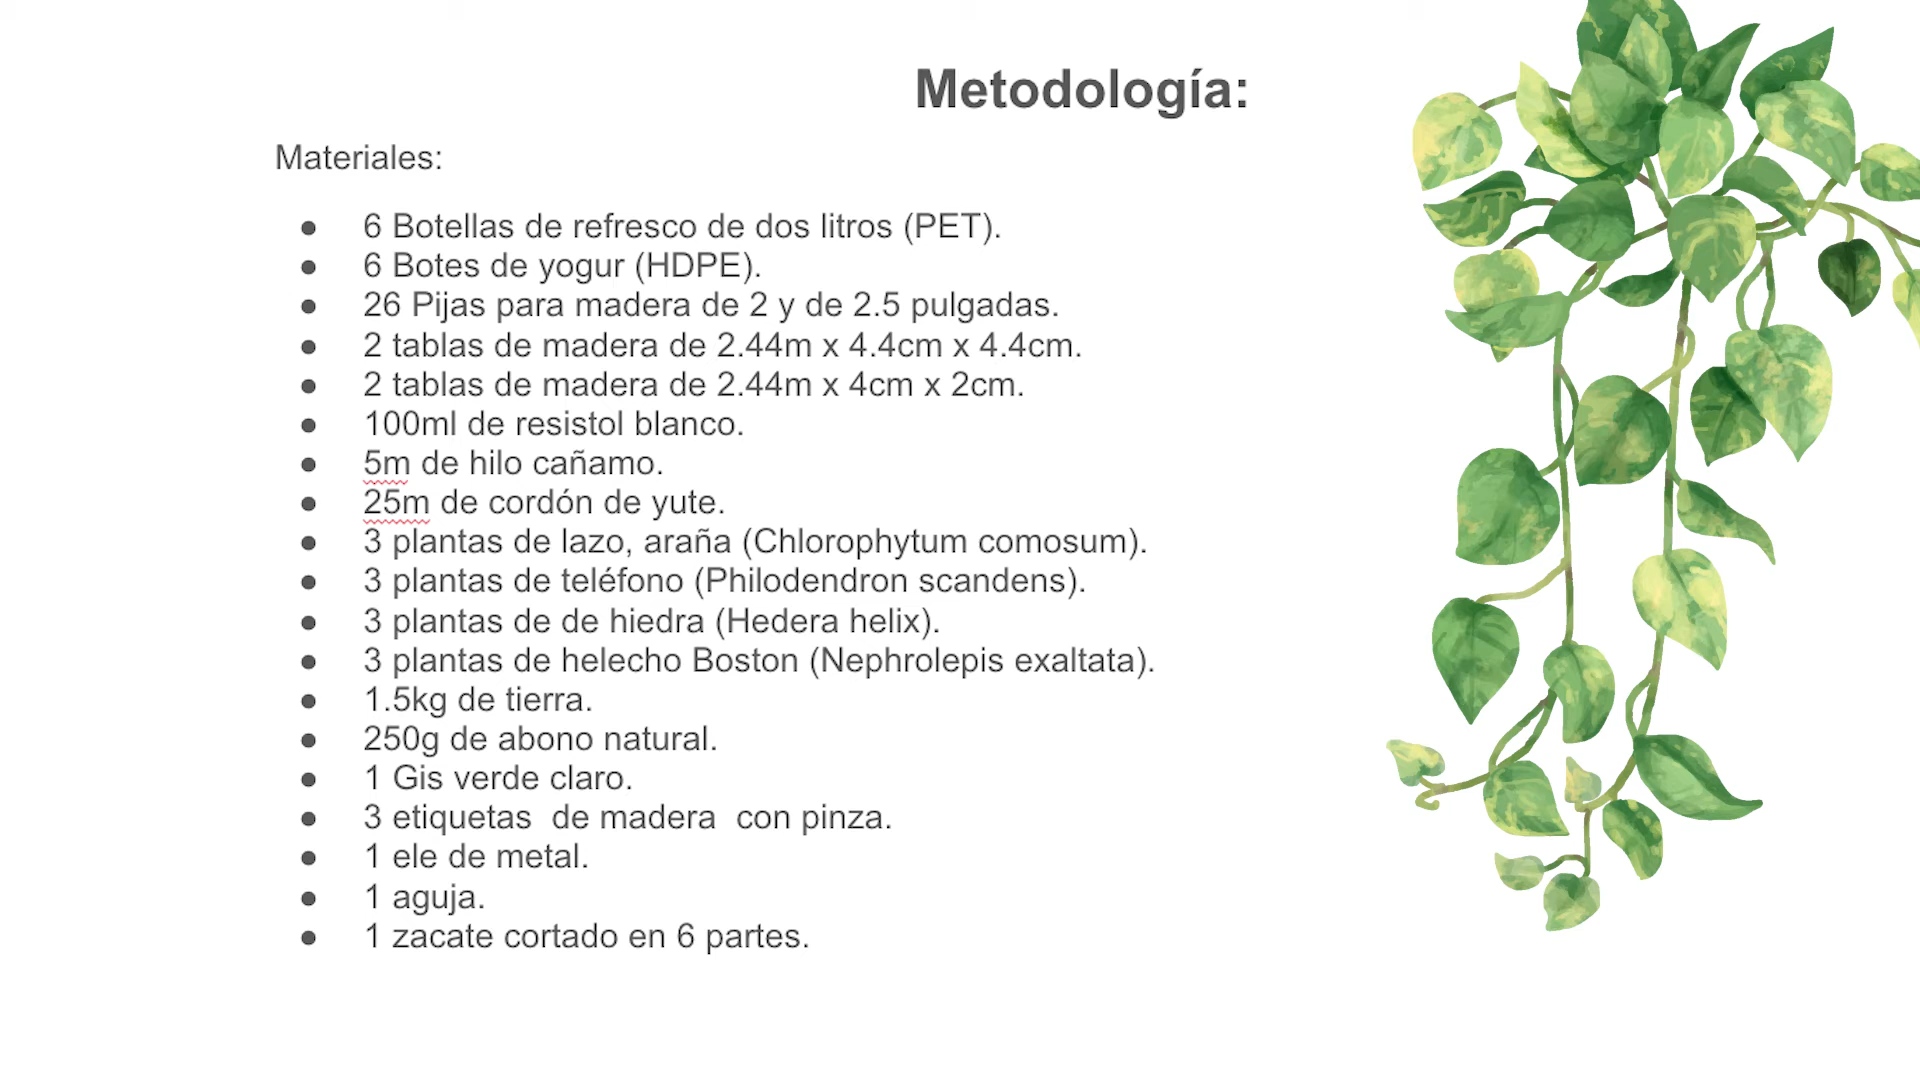 Metodología:
Materiales:
● 6 Botellas de refresco de dos litros (PET).
● 6 Botes de yogur (HDPE).
● 26 Pijas para madera de 2 y de 2.5 pulgadas.
● 2 tablas de madera de 2.44m x 4.4cm x 4.4cm.
● 2 tablas de madera de 2.44m x 4cm x 2cm.
● 100ml de resistol blanco.
● 5m de hilo cañamo.
● 25m de cordón de yute.
● 3 plantas de lazo, araña (Chlorophytum comosum).
● 3 plantas de teléfono (Philodendron scandens).
● 3 plantas de de hiedra (Hedera helix).
● 3 plantas de helecho Boston (Nephrolepis exaltata).
● 1.5kg de tierra.
● 250g de abono natural.
● 1 Gis verde claro.
● 3 etiquetas  de madera  con pinza.
● 1 ele de metal.
● 1 aguja.
● 1 zacate cortado en 6 partes.